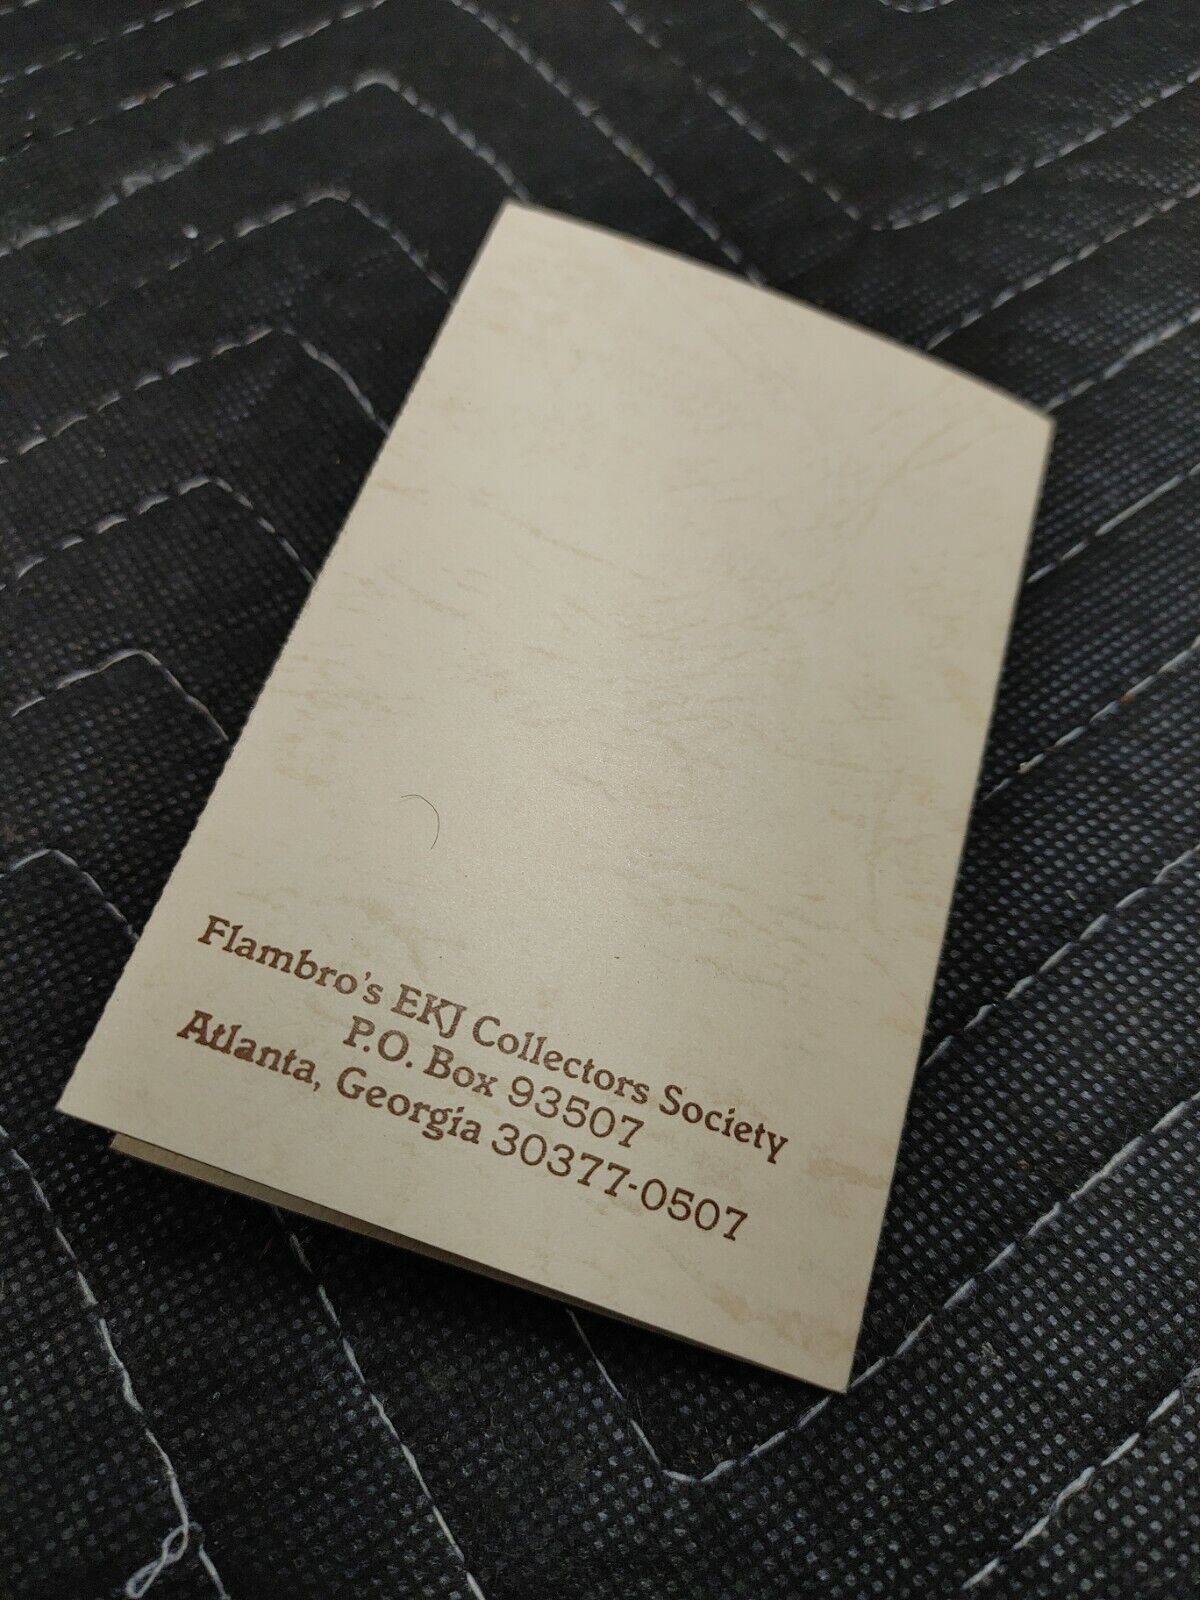 Flambro's EKJ Collectors Society
P.O. Box 93507
Atlanta, Georgia 30377-0507